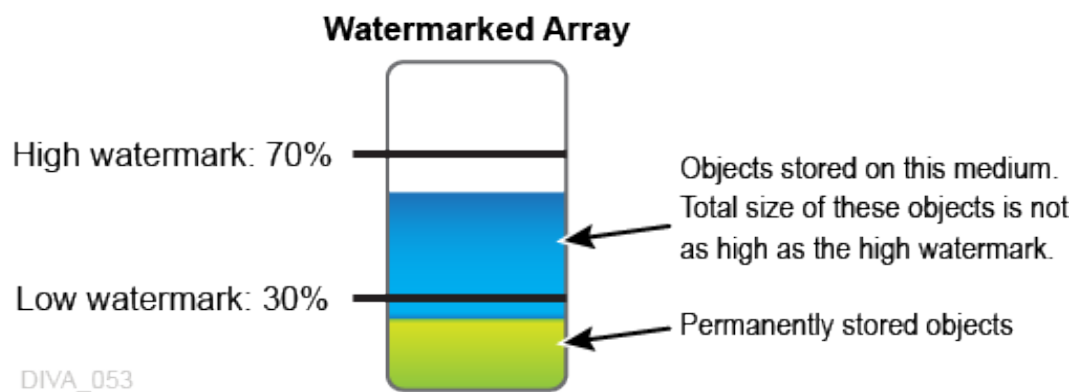 Watermarked Array
High watermark: 70%
Objects stored on this medium.
Total size of these objects is not
as high as the high watermark.
Low watermark: 30%
Permanently stored objects
DIVA_053